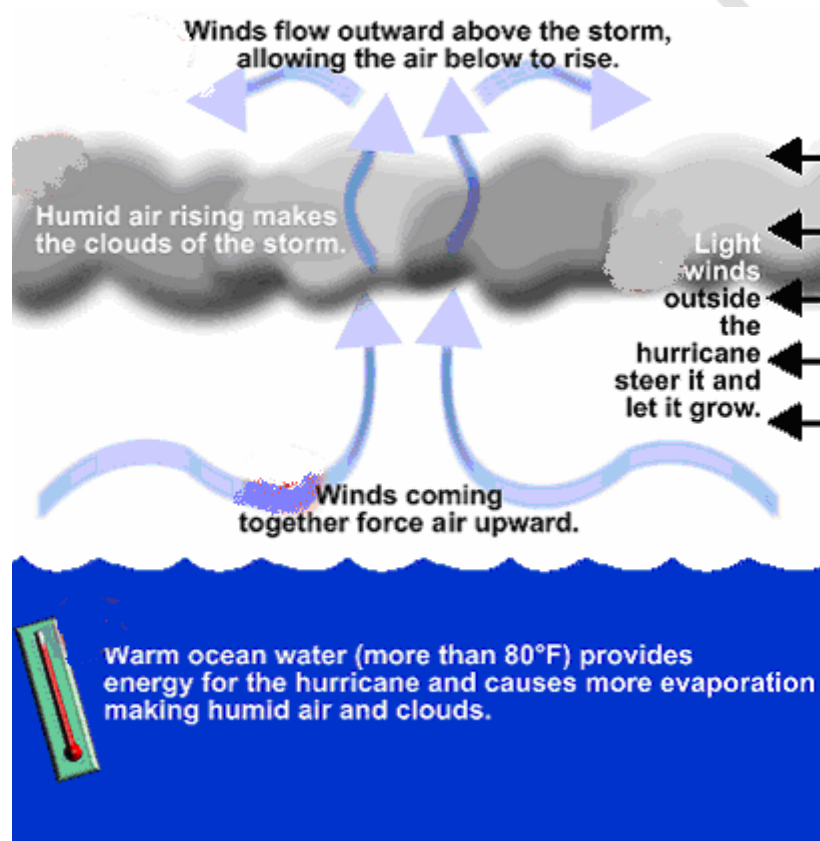 Winds flow outward above the storm,
allowing the air below to rise.
Humid air rising makes
the clouds of the storm.
Light
winds
outside
the
hurricane
steer it and
let it grow.
Winds coming
together force air upward.
Warm ocean water (more than 80°F) provides
energy for the hurricane and causes more evaporation
making humid air and clouds.